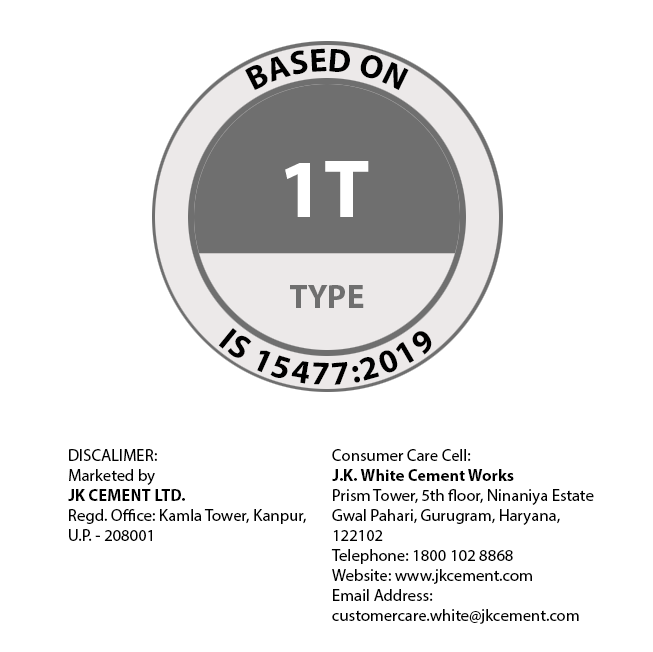 BASED ON
1T
TYPE
IS 15477:2019
DISCALIMER:
Marketed by
JK CEMENT LTD.
Regd. Office: Kamla Tower, Kanpur,
U.P. - 208001
Consumer Care Cell:
J.K. White Cement Works
Prism Tower, 5th floor, Ninaniya Estate
Gwal Pahari, Gurugram, Haryana,
122102
Telephone: 1800 102 8868
Website: www.jkcement.com
Email Address:
customercare.white@jkcement.com